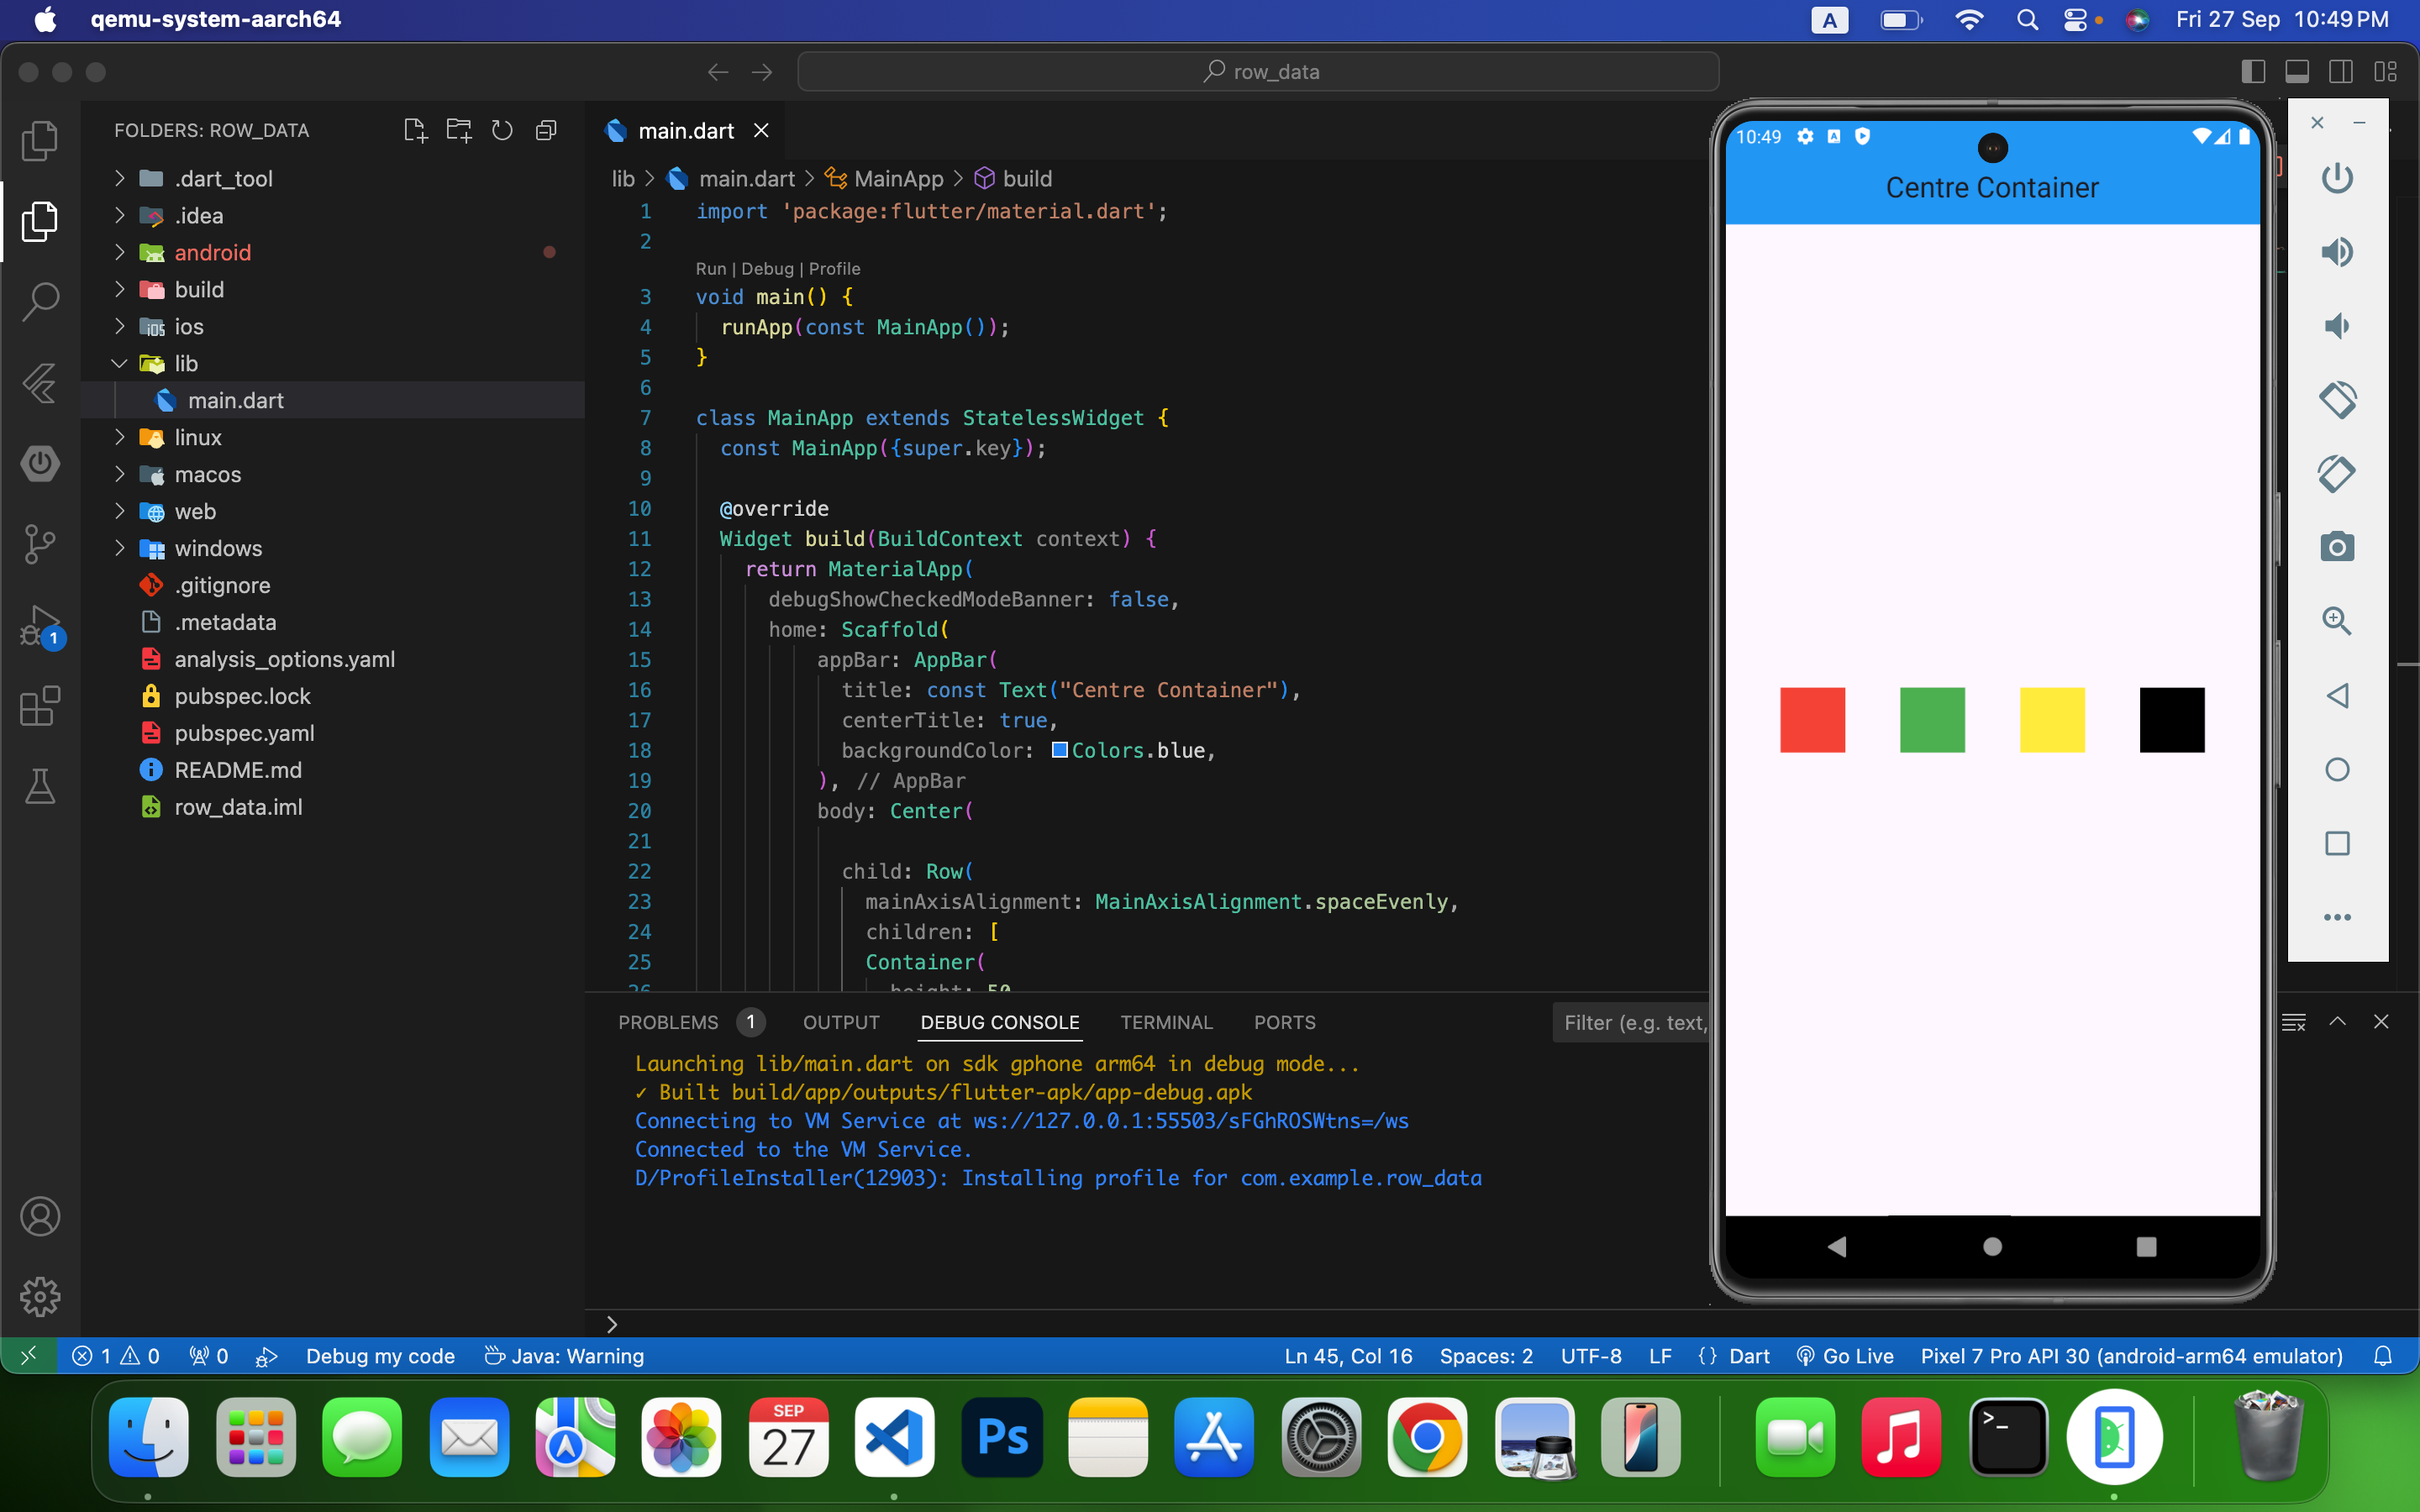 qemu-system-aarch64
A
Fri 27 Sep 10:49 PM
row_data
FOLDERS: ROW_DATA
.dart_tool
.idea
android
build
ios
lib
main.dart
linux
macos
web
windows
.gitignore
.metadata
analysis_options.yaml
pubspec.lock
pubspec.yaml
README.md
row_data.iml
1
main.dart
lib > main.dart > MainApp > build
1 import 'package:flutter/material.dart';
2
Run | Debug | Profile
3 void main() {
4 runApp(const MainApp());
5 }
6
7 class MainApp extends StatelessWidget {
8 const MainApp({super.key});
9
10 @override
11 Widget build(BuildContext context) {
12 return MaterialApp(
13 debugShowCheckedModeBanner: false,
14 home: Scaffold(
15 appBar: AppBar(
16 title: const Text("Centre Container"),
17 centerTitle: true,
18 backgroundColor: Colors.blue,
19 ), // AppBar
20 body: Center(
21
22 child: Row(
23 mainAxisAlignment: MainAxisAlignment.spaceEvenly,
24 children: [
25 Container(
26 height: 50
PROBLEMS 1 OUTPUT DEBUG CONSOLE TERMINAL PORTS Filter (e.g. text,
Launching lib/main.dart on sdk gphone arm64 in debug mode...
✓ Built build/app/outputs/flutter-apk/app-debug.apk
Connecting to VM Service at ws://127.0.0.1:55503/sFGhROSWtns=/ws
Connected to the VM Service.
D/ProfileInstaller(12903): Installing profile for com.example.row_data
10:49
Centre Container
1 0 0 Debug my code Java: Warning Ln 45, Col 16 Spaces: 2 UTF-8 LF {} Dart Go Live Pixel 7 Pro API 30 (android-arm64 emulator)
SEP
27
Ps